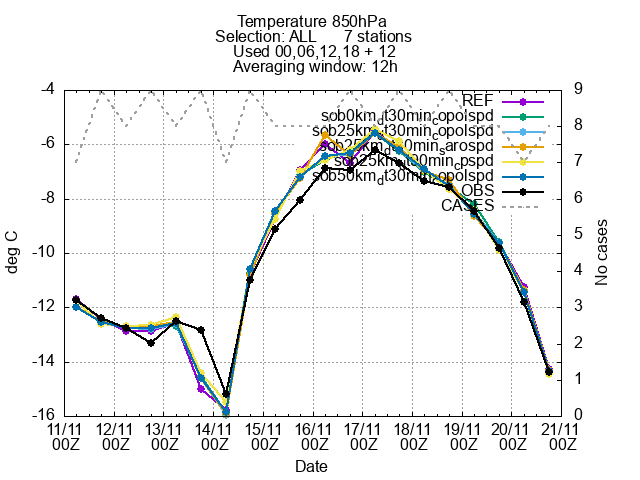 Temperature 850hPa
Selection: ALL 7 stations
Used 00,06,12,18 + 12
Averaging window: 12h
REF
sob0km_dt30min_copolspd
sob25km_dt30min_copolspd
OBS
CASES
sob50km_dt30min_copolspd
-4
-6
-8
-10
-12
-14
-16
9
8
7
6
5
4
3
2
1
0
deg C
No cases
11/11 12/11 13/11 14/11 15/11 16/11 17/11 18/11 19/11 20/11 21/11
00Z 00Z 00Z 00Z 00Z 00Z 00Z 00Z 00Z 00Z 00Z
Date